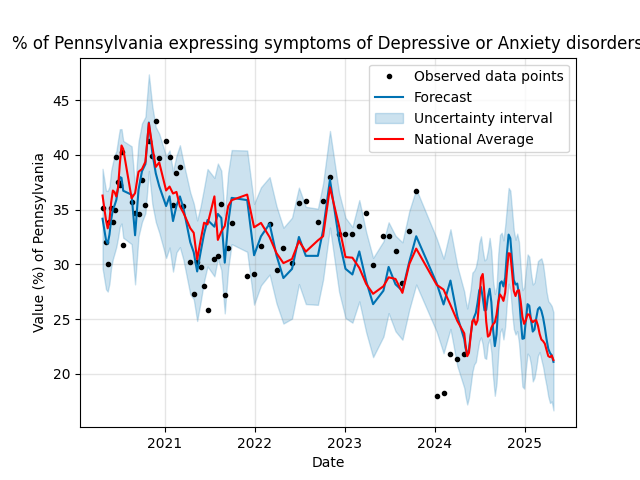 % of Pennsylvania expressing symptoms of Depressive or Anxiety disorders
Observed data points
Forecast
Uncertainty interval
National Average
Value (%) of Pennsylvania
45
40
35
30
25
20
2021
2022
2023
2024
2025
Date